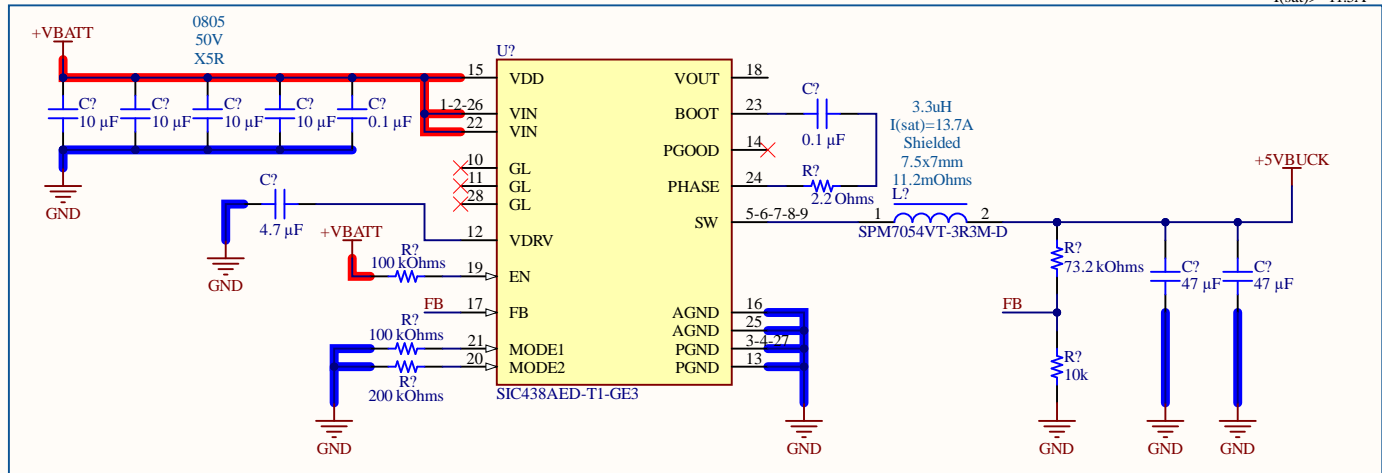 I(sat)> 11.5A
+VBATT
0805
50V
X5R
U?
15
VDD
VOUT
18
C?
10 µF
C?
10 µF
C?
10 µF
C?
10 µF
C?
0.1 µF
1-2-26
VIN
22
VIN
BOOT
23
C?
0.1 µF
3.3uH
I(sat)=13.7A
Shielded
7.5x7mm
11.2mOhms
PGOOD
14
10
GL
11
GL
28
GL
PHASE
24
R?
2.2 Ohms
L?
GND
C?
4.7 µF
12
VDRV
SW
5-6-7-8-9
1
2
SPM7054VT-3R3M-D
+5VBUCK
+VBATT
R?
100 kOhms
19
EN
GND
R?
73.2 kOhms
C?
47 µF
C?
47 µF
FB
17
FB
AGND
16
AGND
25
PGND
3-4-27
PGND
13
FB
R?
100 kOhms
21
MODE1
20
MODE2
R?
200 kOhms
R?
10k
SIC438AED-T1-GE3
GND
GND
GND
GND
GND